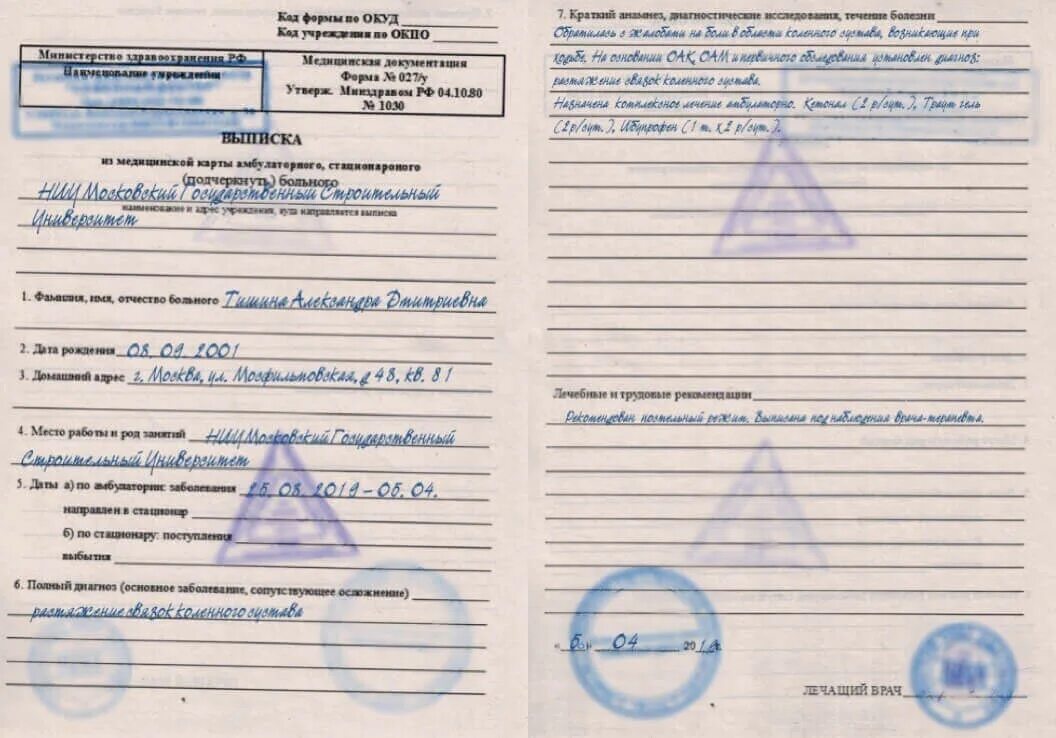 Код формы по ОКУД
Код учреждения по ОКПО
Министерство здравоохранения РФ
Наименование учреждения
Медицинская документация
Форма № 027/у
Утверж. Минздравом РФ 04.10.80
№ 1030
ВЫПИСКА
из медицинской карты амбулаторного, стационароного
(подчеркнуть) больного
НИУ Московский Государственный Строительный
наименование и адрес учреждения, куда направляется выписка
Университет
1. Фамилия, имя, отчество больного Тишина Александра Дмитриевна
2. Дата рождения 08. 09. 2001
3. Домашний адрес г. Москва, ул. Мосфильмовская, д 48, кв. 81
4. Место работы и род занятий НИУ Московский Государственный
Строительный Университет
5. Даты а) по амбулатории: заболевания 25. 03. 2019 – 05. 04.
направлен в стационар
б) по стационару: поступления
выбытия
6. Полный диагноз (основное заболевание, сопутствующее осложнение)
растяжение связок коленного сустава
7. Краткий анамнез, диагностические исследования, течение болезни
Обратилась с жалобами на боли в области коленного сустава, возникающие при
ходьбе. На основании ОАК, ОАМ и первичного обследования установлен диагноз:
растяжение связок коленного сустава.
Назначена комплексное лечение амбулаторно. Кетонал (2 р/сут.), Траум гель
(2 р/сут.), Ибупрофен (1 т. х 2 р/сут.).
Лечебные и трудовые рекомендации
Рекомендован постельный режим. Выписана под наблюдения врача-терапевта.
« 5 » 04 2019
ЛЕЧАЩИЙ ВРАЧ